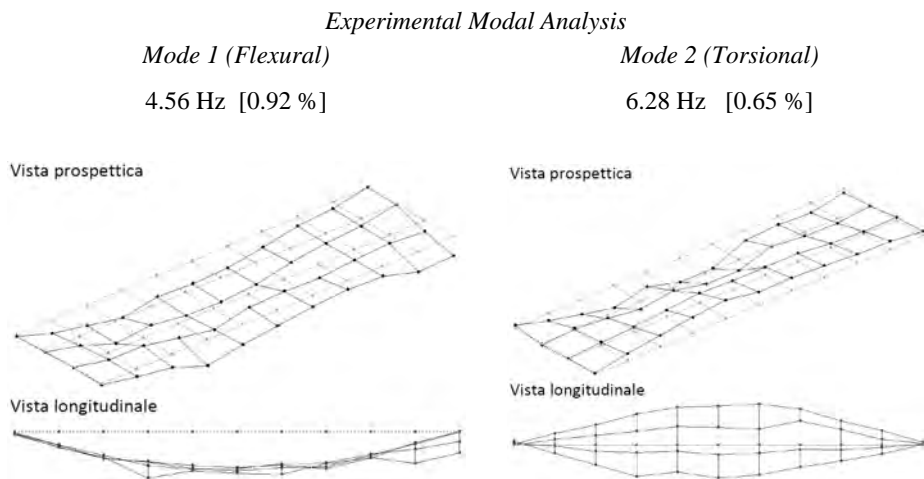 Experimental Modal Analysis
Mode 1 (Flexural)
Mode 2 (Torsional)
4.56 Hz [0.92 %]
6.28 Hz [0.65 %]
Vista prospettica
Vista prospettica
Vista longitudinale
Vista longitudinale